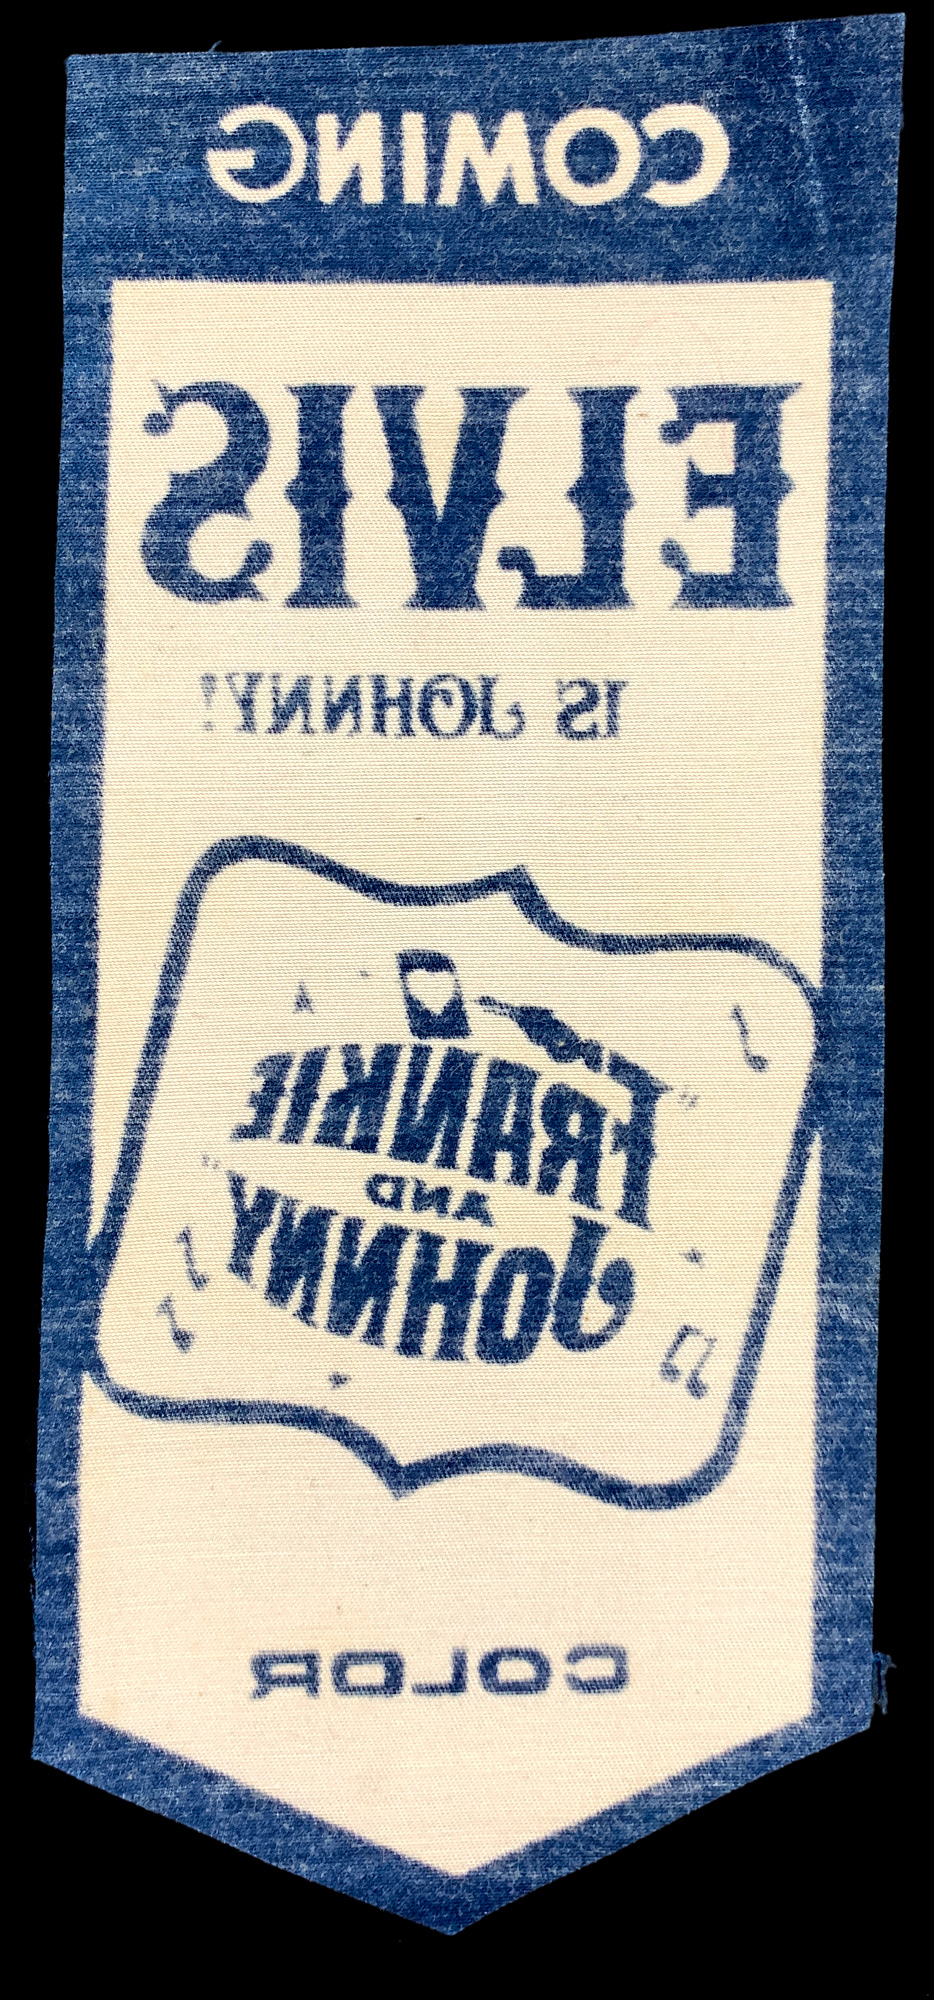 COMING
ELVIS
IS JOHNNY!
"FRANKIE
AND
JOHNNY"
COLOR